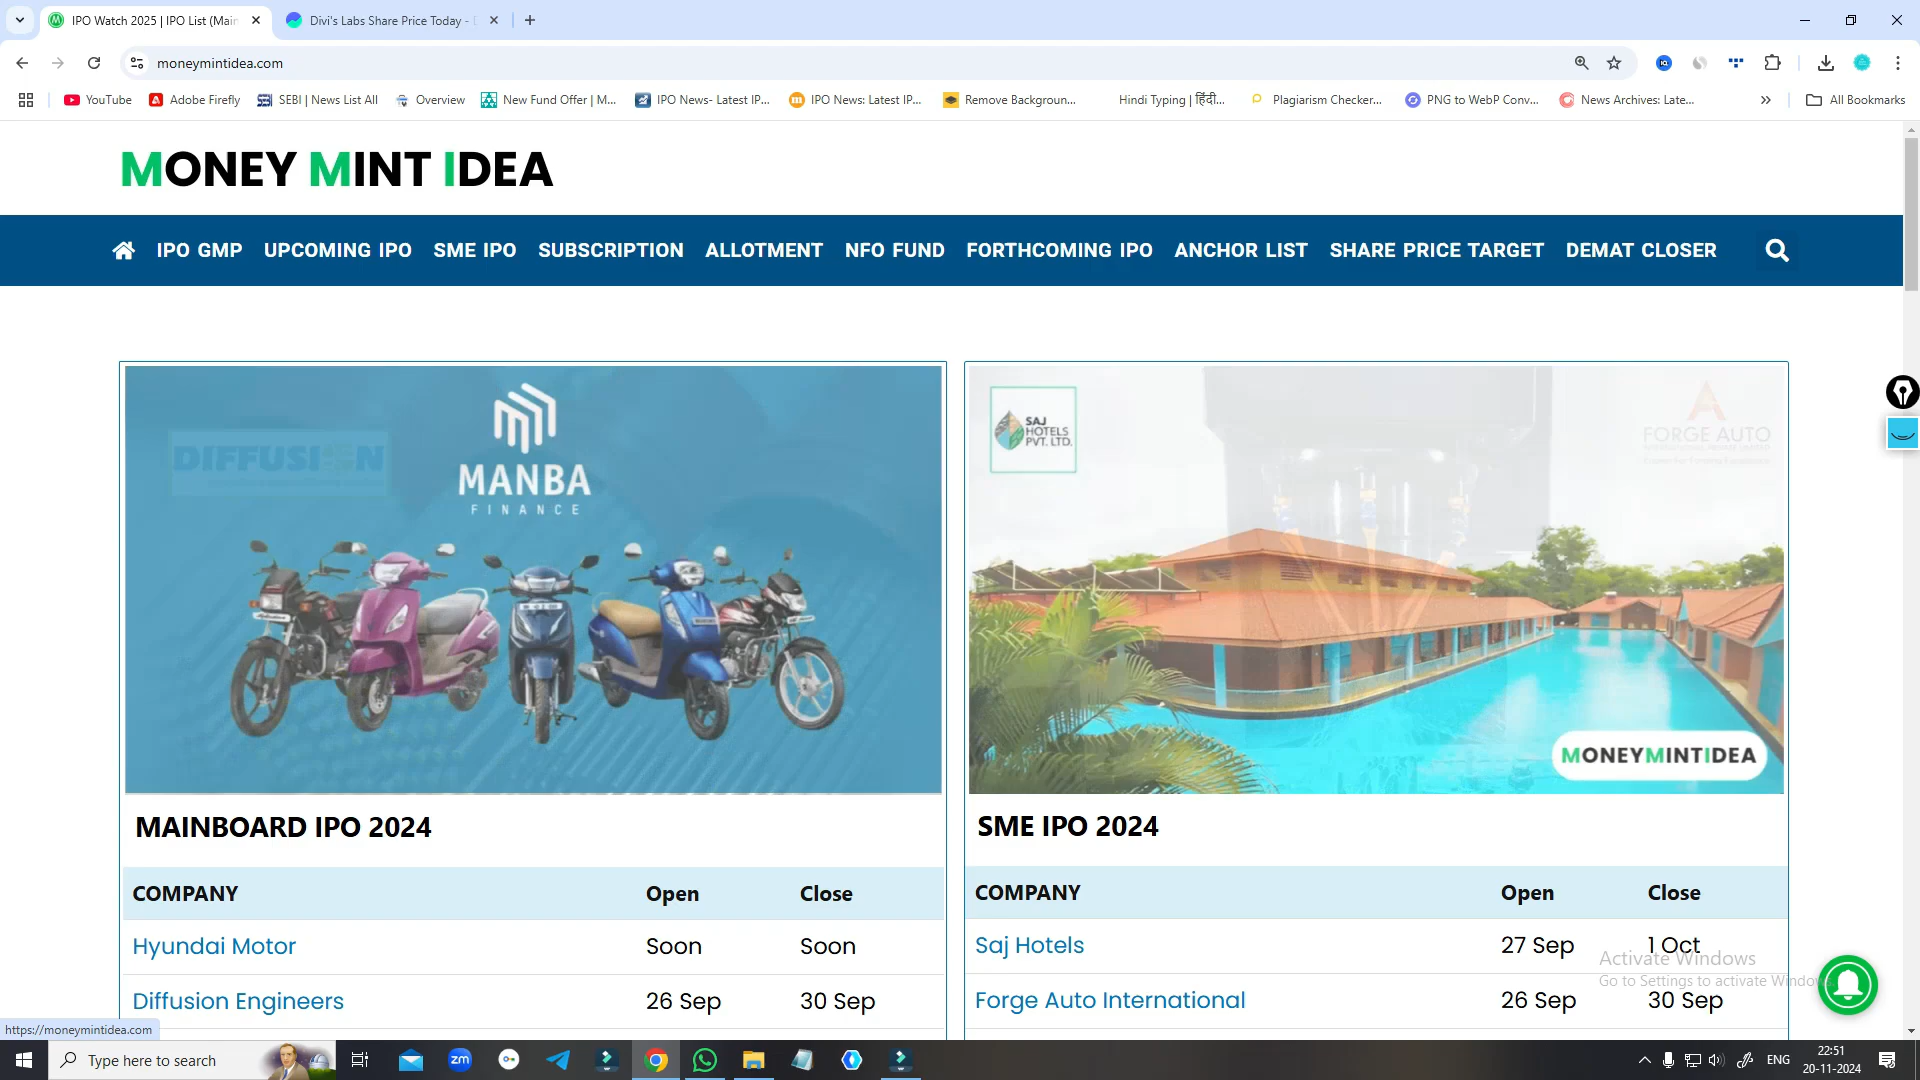 IPO Watch 2025 | IPO List (Main
Divi's Labs Share Price Today -
moneymintidea.com
YouTube
Adobe Firefly
SEBI | News List All
Overview
New Fund Offer | M...
IPO News- Latest IP...
IPO News: Latest IP...
Remove Backgroun...
Hindi Typing | हिंदी...
Plagiarism Checker...
PNG to WebP Conv...
News Archives: Late...
All Bookmarks
MONEY MINT IDEA
IPO GMP UPCOMING IPO SME IPO SUBSCRIPTION ALLOTMENT NFO FUND FORTHCOMING IPO ANCHOR LIST SHARE PRICE TARGET DEMAT CLOSER
DIFFUSION
MANBA
FINANCE
SAJ
HOTELS
PVT. LTD.
FORGE AUTO
MONEYMINTIDEA
MAINBOARD IPO 2024
COMPANY Open Close
Hyundai Motor Soon Soon
Diffusion Engineers 26 Sep 30 Sep
SME IPO 2024
COMPANY Open Close
Saj Hotels 27 Sep 1 Oct
Forge Auto International 26 Sep 30 Sep
Activate Windows
Go to Settings to activate Windows
https://moneymintidea.com
Type here to search
zm
ENG
22:51
20-11-2024